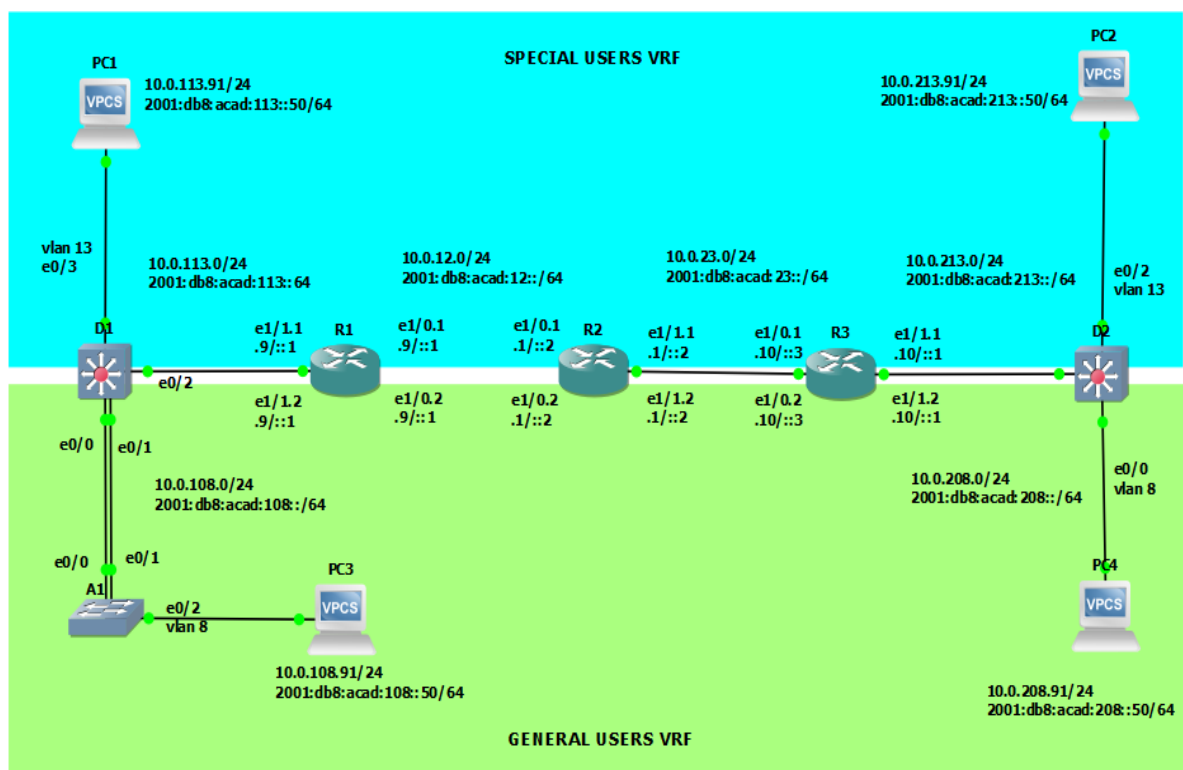 SPECIAL USERS VRF
PC1
10.0.113.91/24
2001:db8:acad:113::50/64
VPCS
PC2
10.0.213.91/24
2001:db8:acad:213::50/64
VPCS
vlan 13
e0/3
10.0.113.0/24
2001:db8:acad:113::64
10.0.12.0/24
2001:db8:acad:12::/64
10.0.23.0/24
2001:db8:acad:23::/64
10.0.213.0/24
2001:db8:acad:213::/64
e0/2
vlan 13
D1
e0/2
e1/1.1
.9/::1
R1
e1/0.1
.9/::1
e0/1.1
.1/::2
R2
e1/1.1
.1/::2
e1/0.1
.10/::3
R3
e1/1.1
.10/::1
D2
e1/1.2
.9/::1
e1/0.2
.9/::1
e1/0.2
.1/::2
e1/1.2
.1/::2
e1/0.2
.10/::3
e1/1.2
.10/::1
e0/0
e0/1
10.0.108.0/24
2001:db8:acad:108::/64
10.0.208.0/24
2001:db8:acad:208::/64
e0/0
vlan 8
e0/0
e0/1
A1
e0/2
vlan 8
PC3
VPCS
10.0.108.91/24
2001:db8:acad:108::50/64
PC4
VPCS
10.0.208.91/24
2001:db8:acad:208::50/64
GENERAL USERS VRF